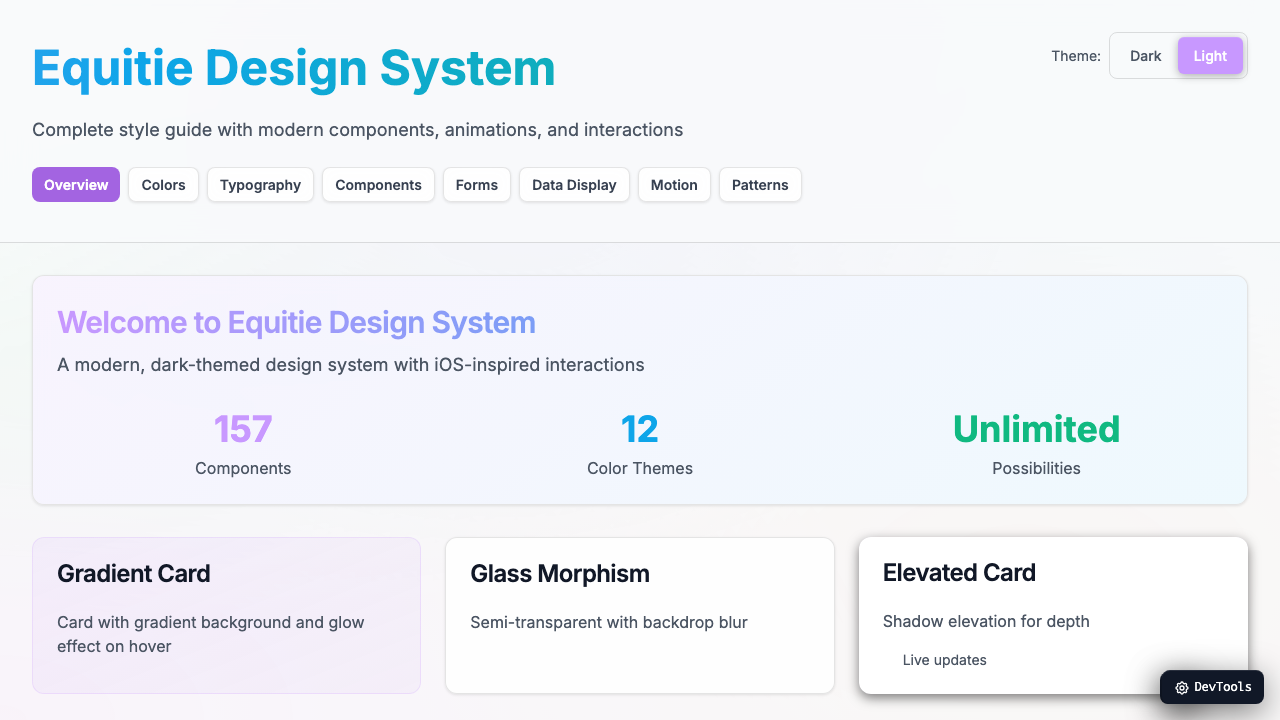 Equitie Design System
Theme:
Dark
Light
Complete style guide with modern components, animations, and interactions
Overview
Colors
Typography
Components
Forms
Data Display
Motion
Patterns
Welcome to Equitie Design System
A modern, dark-themed design system with iOS-inspired interactions
157
Components
12
Color Themes
Unlimited
Possibilities
Gradient Card
Card with gradient background and glow
effect on hover
Glass Morphism
Semi-transparent with backdrop blur
Elevated Card
Shadow elevation for depth
Live updates
DevTools